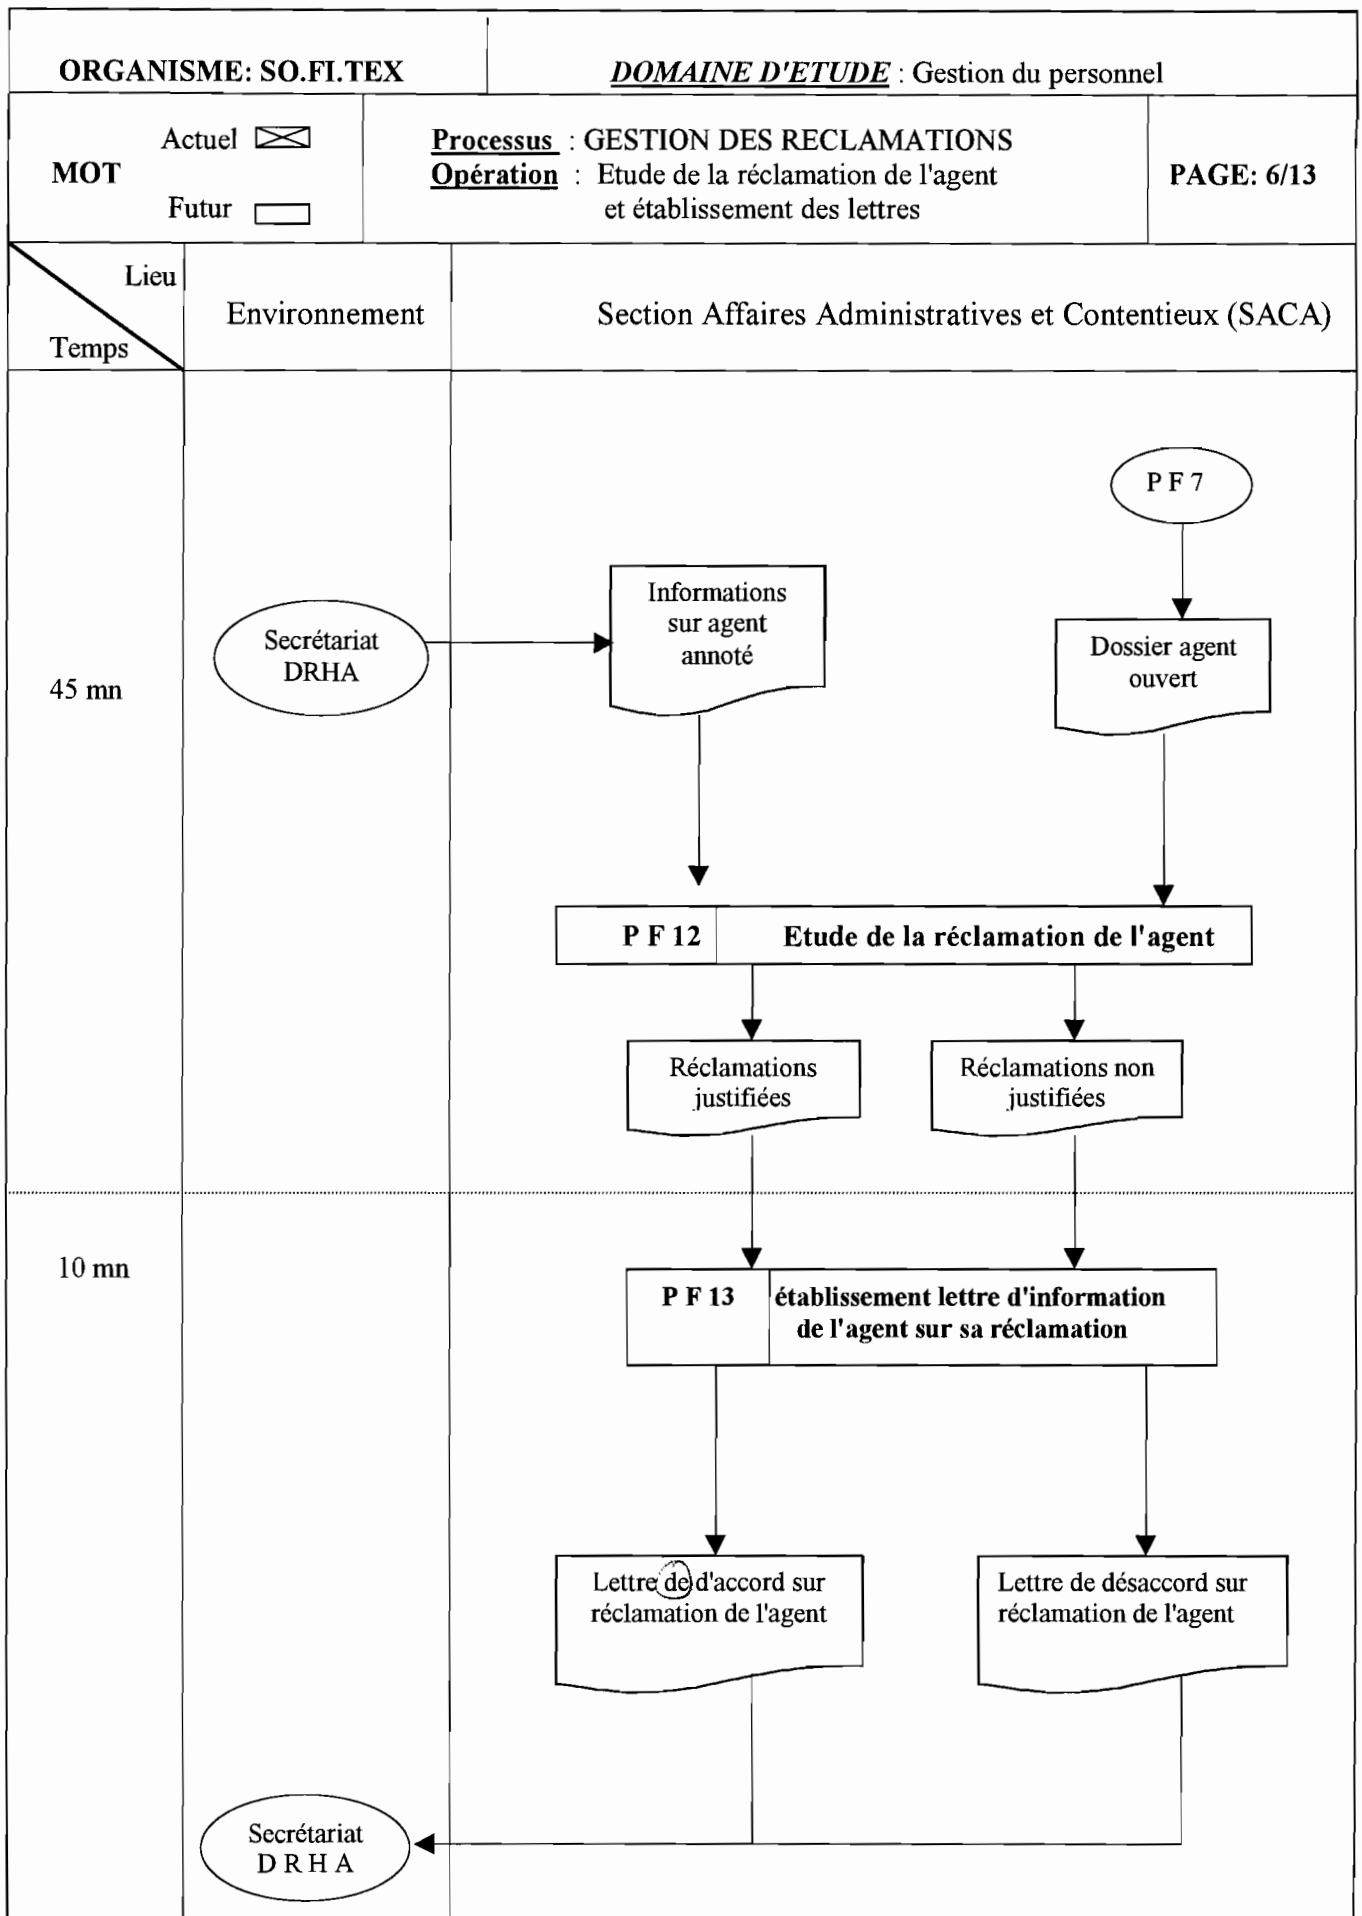 ORGANISME: SO.FI.TEX
DOMAINE D'ETUDE : Gestion du personnel
MOT
Actuel
Futur
Processus : GESTION DES RECLAMATIONS
Opération : Etude de la réclamation de l'agent
et établissement des lettres
PAGE: 6/13
Lieu
Temps
Environnement
Section Affaires Administratives et Contentieux (SACA)
P F 7
Informations
sur agent
annoté
Secrétariat
DRHA
Dossier agent
ouvert
45 mn
P F 12
Etude de la réclamation de l'agent
Réclamations
justifiées
Réclamations non
justifiées
10 mn
P F 13
établissement lettre d'information
de l'agent sur sa réclamation
Lettre de d'accord sur
réclamation de l'agent
Lettre de désaccord sur
réclamation de l'agent
Secrétariat
D R H A